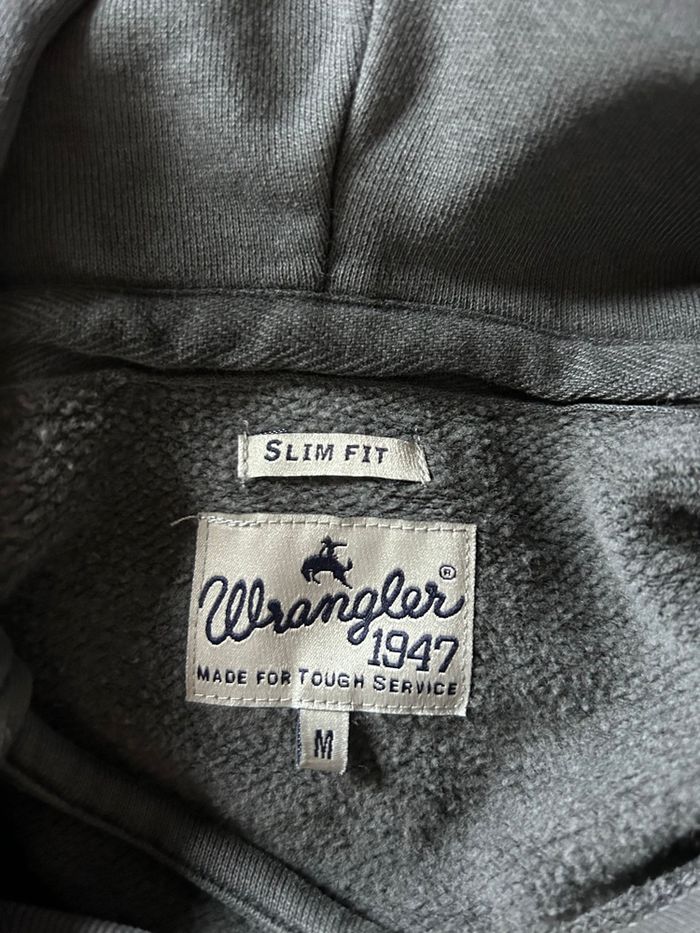 SLIM FIT
Wrangler®
1947
MADE FOR TOUGH SERVICE
M